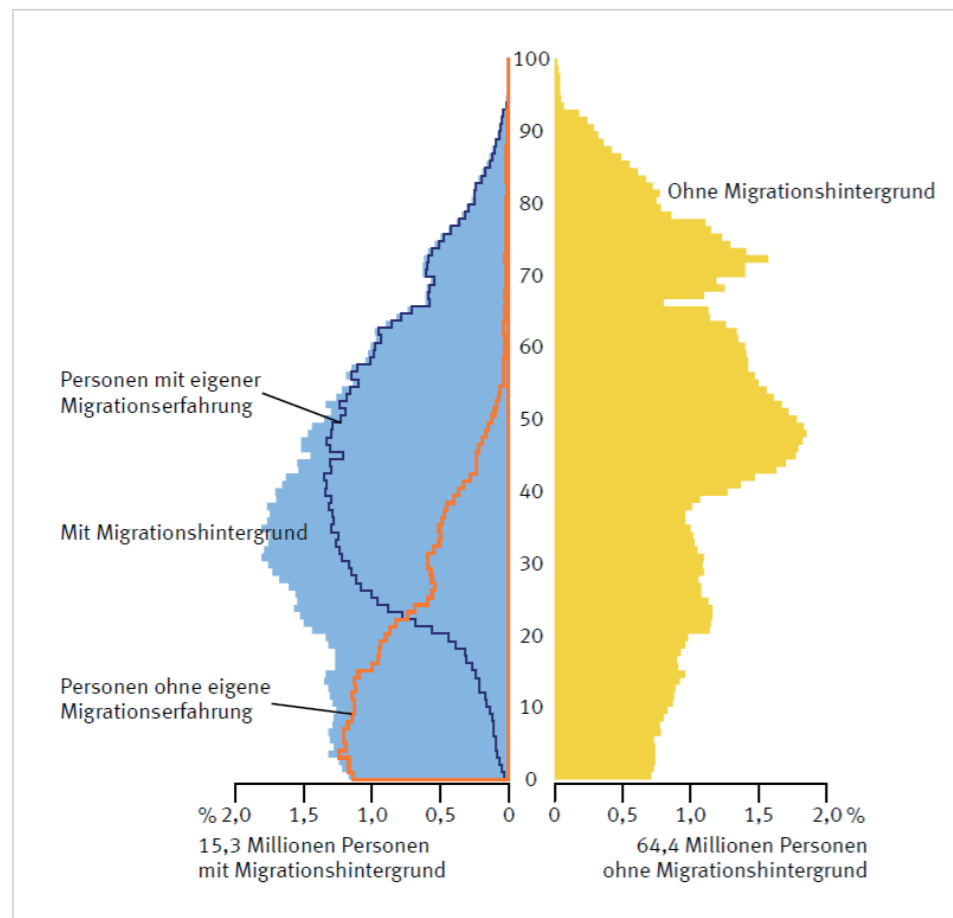 100
90
80
70
60
50
40
30
20
10
0
Ohne Migrationshintergrund
Personen mit eigener
Migrationserfahrung
Mit Migrationshintergrund
Personen ohne eigene
Migrationserfahrung
% 2,0 1,5 1,0 0,5 0
0 0,5 1,0 1,5 2,0 %
15,3 Millionen Personen
mit Migrationshintergrund
64,4 Millionen Personen
ohne Migrationshintergrund